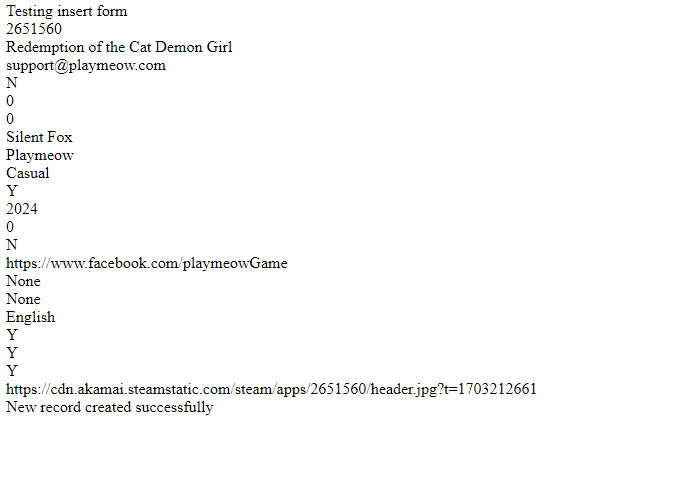 Testing insert form
2651560
Redemption of the Cat Demon Girl
support@playmeow.com
N
0
0
Silent Fox
Playmeow
Casual
Y
2024
0
N
https://www.facebook.com/playmeowGame
None
None
English
Y
Y
Y
https://cdn.akamai.steamstatic.com/steam/apps/2651560/header.jpg?t=1703212661
New record created successfully